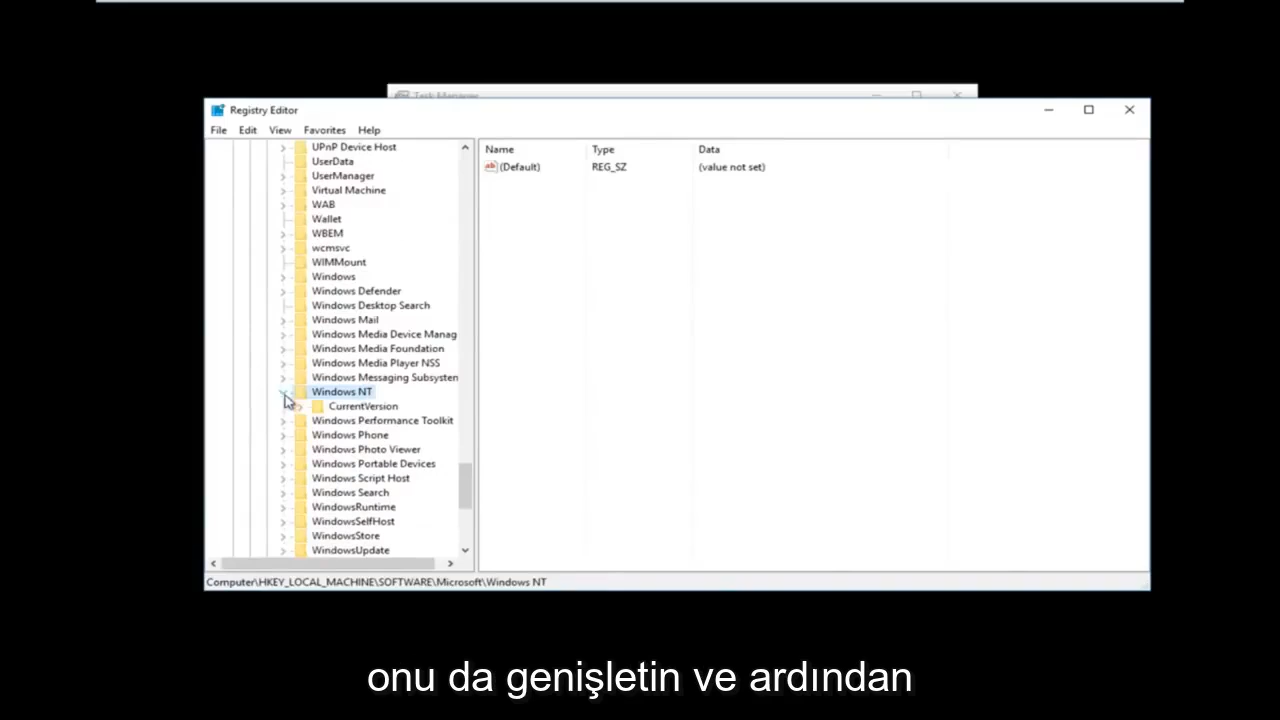 Task Manager
Registry Editor
File Edit View Favorites Help
UPnP Device Host
UserData
UserManager
Virtual Machine
WAB
Wallet
WBEM
wcmsvc
WIMMount
Windows
Windows Defender
Windows Desktop Search
Windows Mail
Windows Media Device Manag
Windows Media Foundation
Windows Media Player NSS
Windows Messaging Subsysten
Windows NT
CurrentVersion
Windows Performance Toolkit
Windows Phone
Windows Photo Viewer
Windows Portable Devices
Windows Script Host
Windows Search
WindowsRuntime
WindowsSelfHost
WindowsStore
WindowsUpdate
Name Type Data
ab (Default) REG_SZ (value not set)
Computer\HKEY_LOCAL_MACHINE\SOFTWARE\Microsoft\Windows NT
onu da genişletin ve ardından